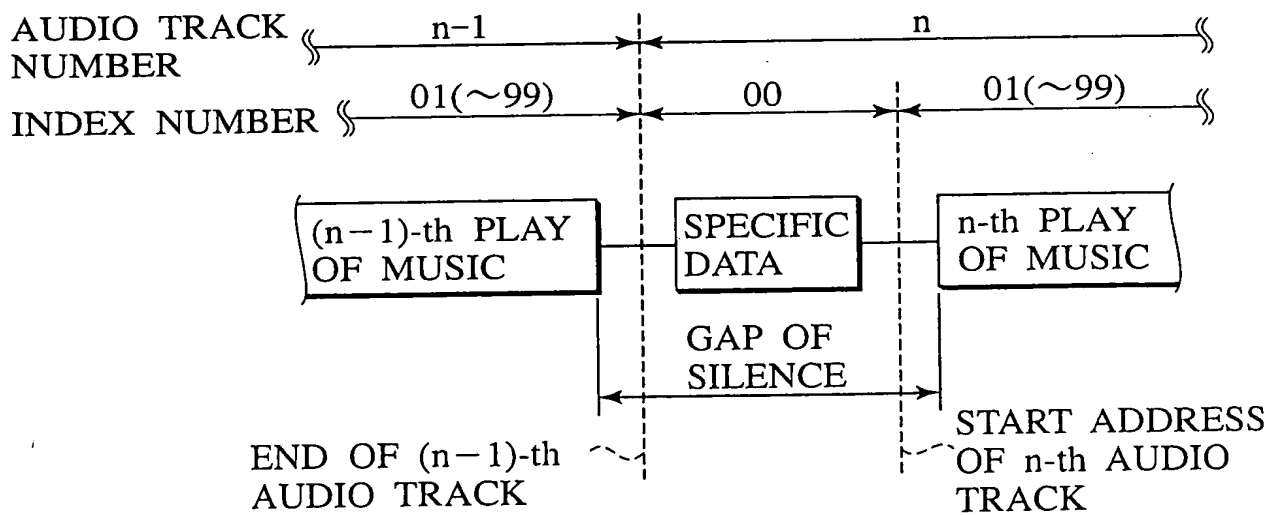 AUDIO TRACK
NUMBER
n−1
n
INDEX NUMBER
01(∼99)
00
01(∼99)
(n−1)-th PLAY
OF MUSIC
SPECIFIC
DATA
n-th PLAY
OF MUSIC
GAP OF
SILENCE
END OF (n−1)-th
AUDIO TRACK
START ADDRESS
OF n-th AUDIO
TRACK